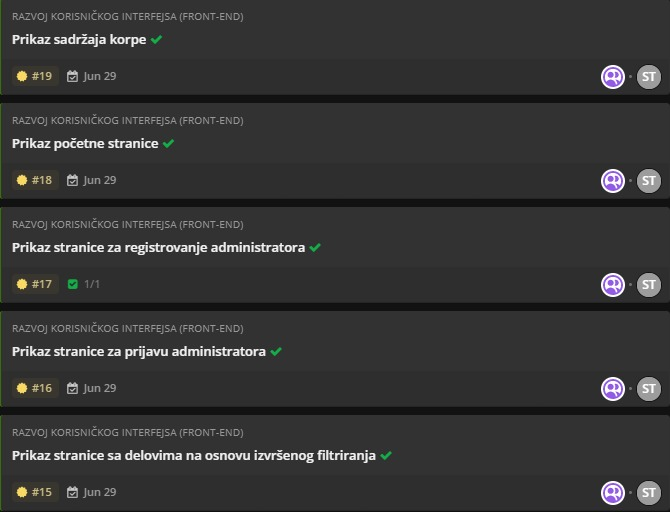 RAZVOJ KORISNIČKOG INTERFEJSA (FRONT-END)
Prikaz sadržaja korpe
#19 Jun 29 ST
RAZVOJ KORISNIČKOG INTERFEJSA (FRONT-END)
Prikaz početne stranice
#18 Jun 29 ST
RAZVOJ KORISNIČKOG INTERFEJSA (FRONT-END)
Prikaz stranice za registrovanje administratora
#17 1/1 ST
RAZVOJ KORISNIČKOG INTERFEJSA (FRONT-END)
Prikaz stranice za prijavu administratora
#16 Jun 29 ST
RAZVOJ KORISNIČKOG INTERFEJSA (FRONT-END)
Prikaz stranice sa delovima na osnovu izvršenog filtriranja
#15 Jun 29 ST